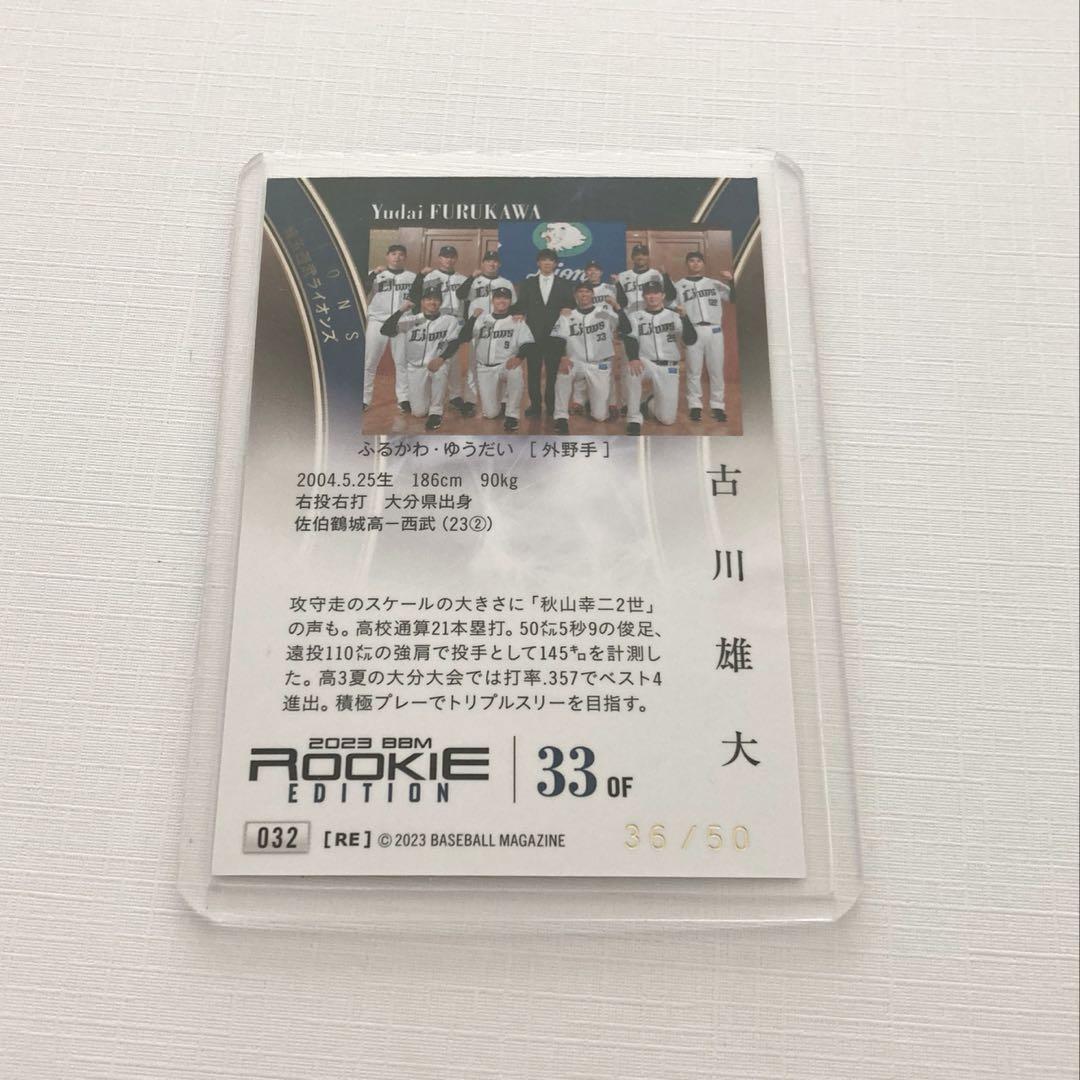 Yudai FURUKAWA
LIONS
埼玉西武ライオンズ
Lions
ふるかわ・ゆうだい [外野手]
2004.5.25生 186cm 90kg
右投右打 大分県出身
佐伯鶴城高ー西武(23②)
古川雄大
攻守走のスケールの大きさに「秋山幸二2世」
の声も。高校通算21本塁打。50㍍5秒9の俊足、
遠投110㍍の強肩で投手として145㌔を計測し
た。高3夏の大分大会では打率.357でベスト4
進出。積極プレーでトリプルスリーを目指す。
2023 BBM
ROOKIE
EDITION
33 OF
032 [RE] ©2023 BASEBALL MAGAZINE
36/50